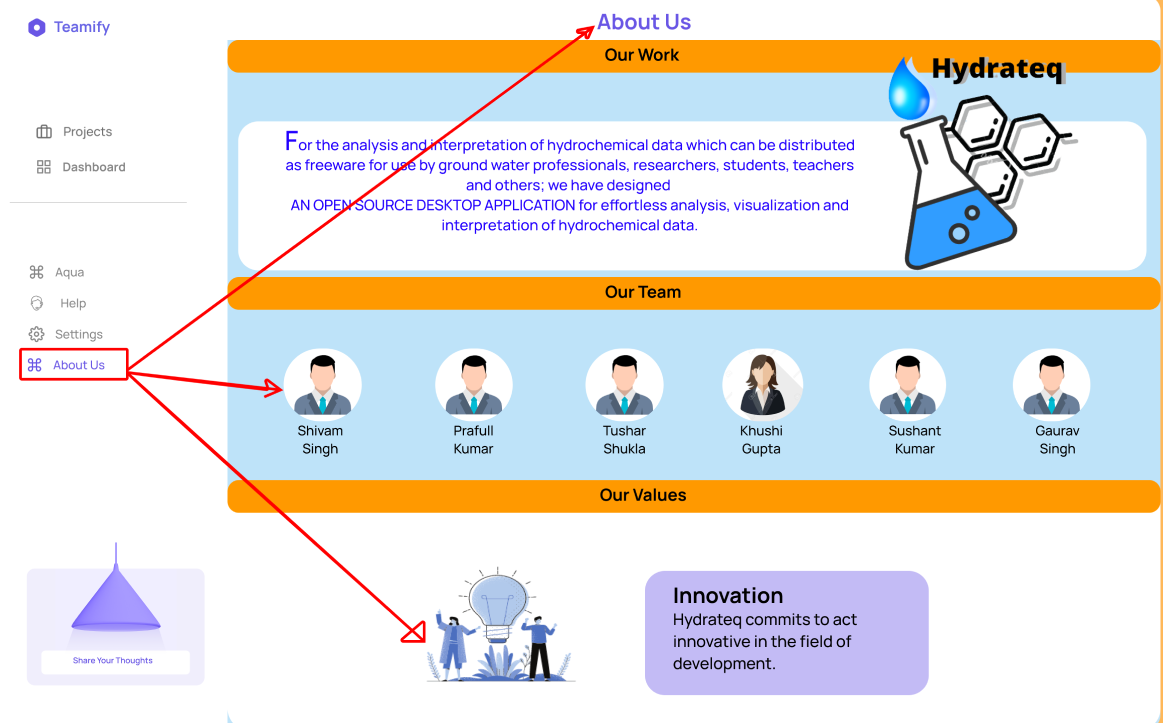 Teamify
Projects
Dashboard
Aqua
Help
Settings
About Us
Share Your Thoughts
About Us
Our Work
Hydrateq
For the analysis and interpretation of hydrochemical data which can be distributed
as freeware for use by ground water professionals, researchers, students, teachers
and others; we have designed
AN OPEN SOURCE DESKTOP APPLICATION for effortless analysis, visualization and
interpretation of hydrochemical data.
Our Team
Shivam
Singh
Prafull
Kumar
Tushar
Shukla
Khushi
Gupta
Sushant
Kumar
Gaurav
Singh
Our Values
Innovation
Hydrateq commits to act
innovative in the field of
development.